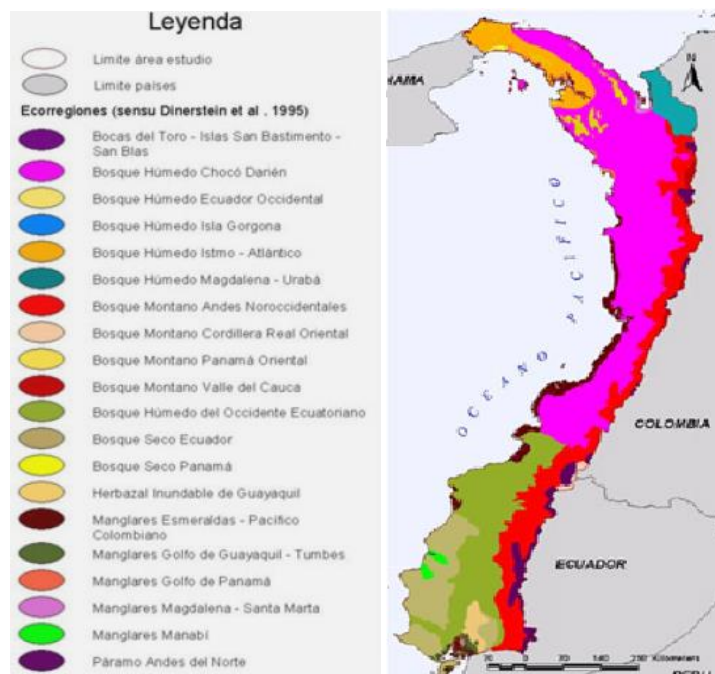 Leyenda
Limite área estudio
Limite países
Ecorregiones (sensu Dinerstein et al . 1995)
Bocas del Toro - Islas San Bastimento -
San Blas
Bosque Húmedo Chocó Darién
Bosque Húmedo Ecuador Occidental
Bosque Húmedo Isla Gorgona
Bosque Húmedo Istmo - Atlántico
Bosque Húmedo Magdalena - Urabá
Bosque Montano Andes Noroccidentales
Bosque Montano Cordillera Real Oriental
Bosque Montano Panamá Oriental
Bosque Montano Valle del Cauca
Bosque Húmedo del Occidente Ecuatoriano
Bosque Seco Ecuador
Bosque Seco Panamá
Herbazal Inundable de Guayaquil
Manglares Esmeraldas - Pacífico
Colombiano
Manglares Golfo de Guayaquil - Tumbes
Manglares Golfo de Panamá
Manglares Magdalena - Santa Marta
Manglares Manabí
Páramo Andes del Norte
N
OCEANO PACIFICO
COLOMBIA
ECUADOR
70 0 70 140 210 Kilometers